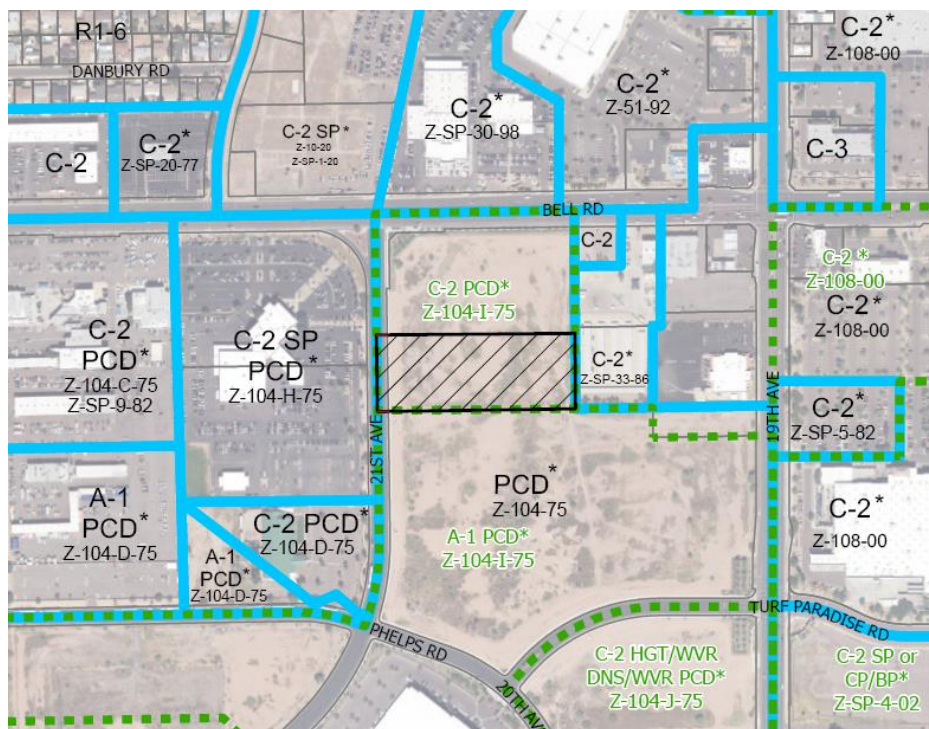 R1-6
DANBURY RD
C-2
C-2*
Z-SP-20-77
C-2 SP*
Z-10-20
Z-SP-1-20
C-2*
Z-SP-30-98
C-2*
Z-51-92
C-2*
Z-108-00
C-3
BELL RD
C-2
C-2 PCD*
Z-104-I-75
C-2 *
Z-108-00
C-2*
Z-108-00
C-2
PCD*
Z-104-C-75
Z-SP-9-82
C-2 SP
PCD*
Z-104-H-75
C-2*
Z-SP-33-86
21ST AVE
19TH AVE
C-2*
Z-SP-5-82
A-1
PCD*
Z-104-D-75
C-2 PCD*
Z-104-D-75
A-1
PCD*
Z-104-D-75
PCD*
Z-104-75
A-1 PCD*
Z-104-I-75
C-2*
Z-108-00
PHELPS RD
20TH AVE
TURF PARADISE RD
C-2 HGT/WVR
DNS/WVR PCD*
Z-104-J-75
C-2 SP or
CP/BP*
Z-SP-4-02